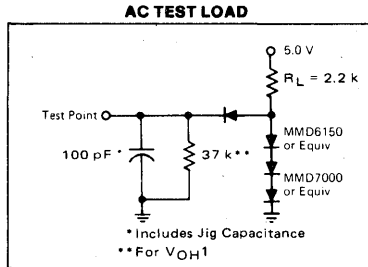 AC TEST LOAD
5.0 V
R_L = 2.2 k
Test Point
MMD6150
or Equiv
100 pF *
37 k**
MMD7000
or Equiv
* Includes Jig Capacitance
** For V_OH1